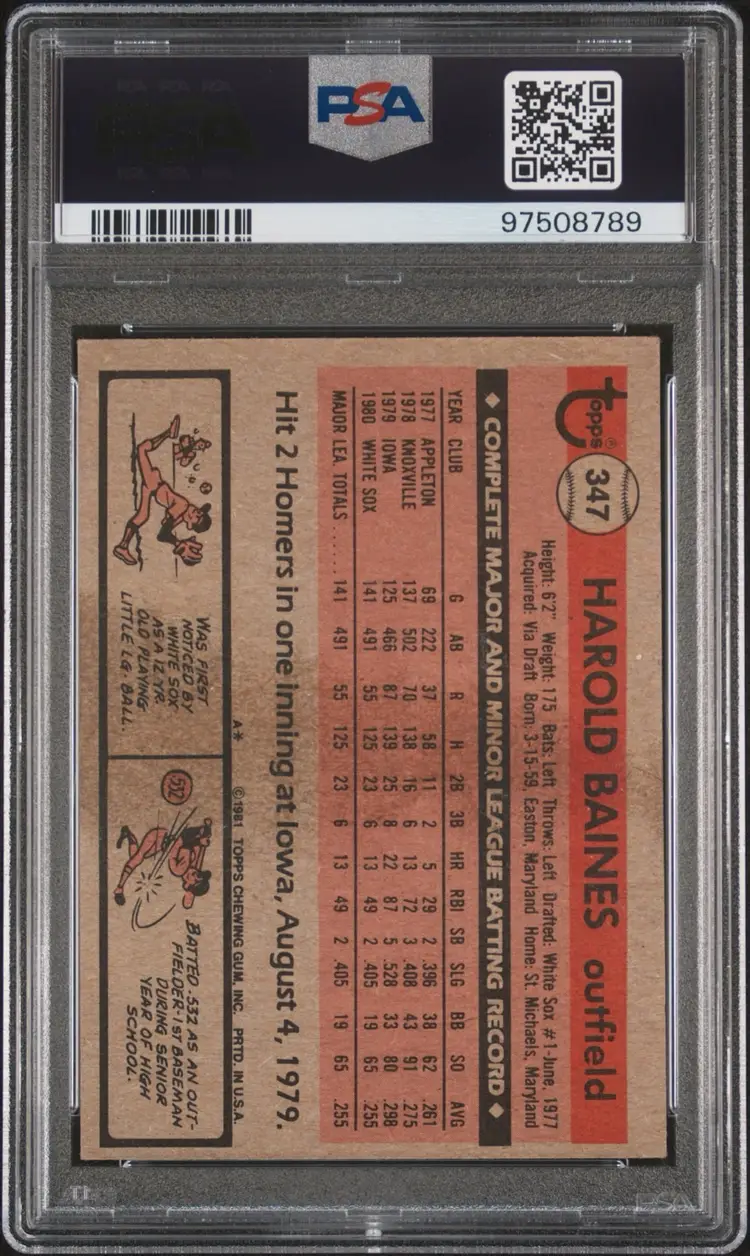 PSA
97508789
topps®
347
HAROLD BAINES outfield
Height: 6'2" Weight: 175 Bats: Left Throws: Left Drafted: White Sox #1-June, 1977
Acquired: Via Draft Born: 3-15-59, Easton, Maryland Home: St. Michaels, Maryland
◆ COMPLETE MAJOR AND MINOR LEAGUE BATTING RECORD ◆
YEAR CLUB G AB R H 2B 3B HR RBI SB SLG BB SO AVG
1977 APPLETON 69 222 37 58 11 2 5 29 2 .396 38 62 .261
1978 KNOXVILLE 137 502 70 138 16 6 13 72 3 .408 43 91 .275
1979 IOWA 125 466 87 139 25 8 22 87 5 .528 33 80 .298
1980 WHITE SOX 141 491 55 125 23 6 13 49 2 .405 19 65 .255
MAJOR LEA. TOTALS...... 141 491 55 125 23 6 13 49 2 .405 19 65 .255
Hit 2 Homers in one inning at Iowa, August 4, 1979.
A* ©1981 TOPPS CHEWING GUM, INC. PRTD. IN U.S.A.
WAS FIRST
NOTICED BY
WHITE SOX
AS A 12 YR.
OLD PLAYING
LITTLE LG. BALL.
532
BATTED .532 AS AN OUT-
FIELDER-1ST BASEMAN
DURING SENIOR
YEAR OF HIGH
SCHOOL.
PSA